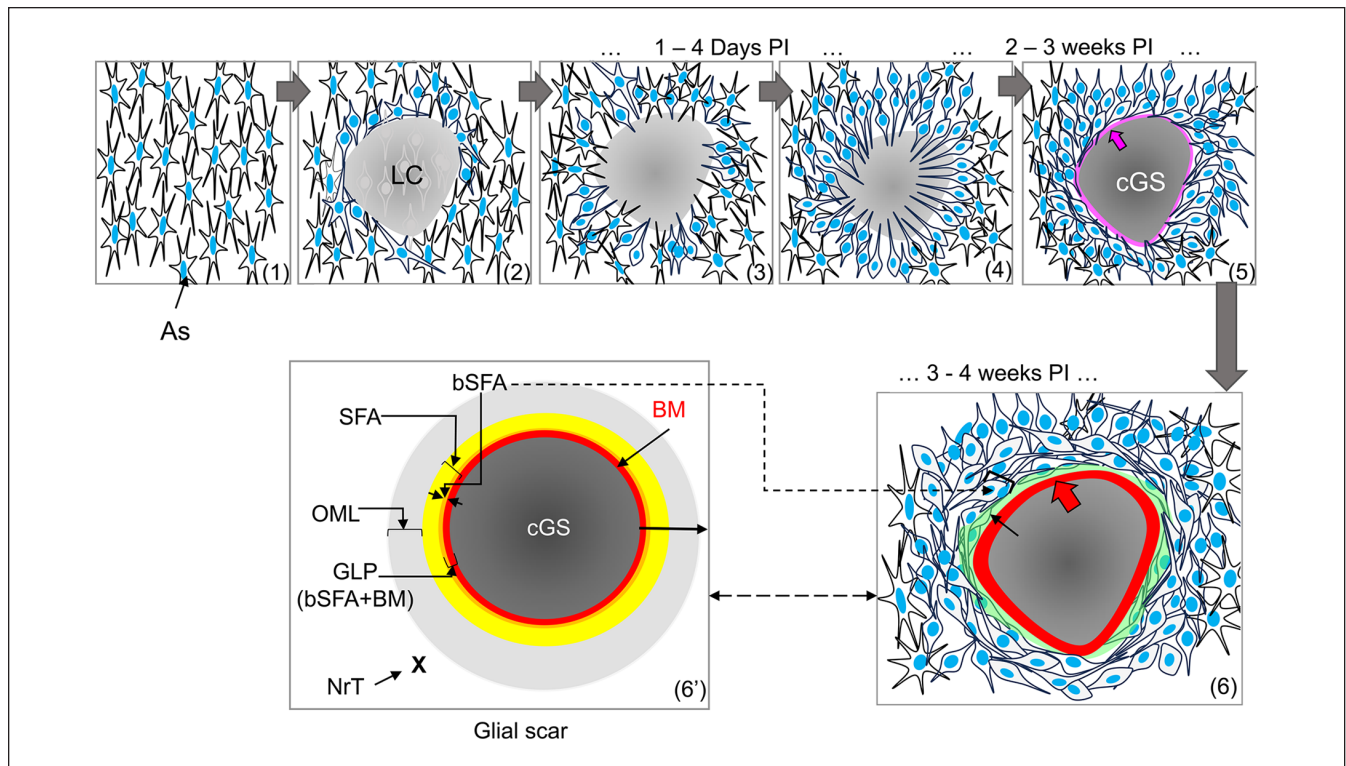 ... 1 – 4 Days PI ...
... 2 – 3 weeks PI ...
(1)
LC
(2)
(3)
(4)
cGS
(5)
As
... 3 - 4 weeks PI ...
bSFA
SFA
BM
OML
cGS
GLP
(bSFA+BM)
X
NrT
(6')
(6)
Glial scar